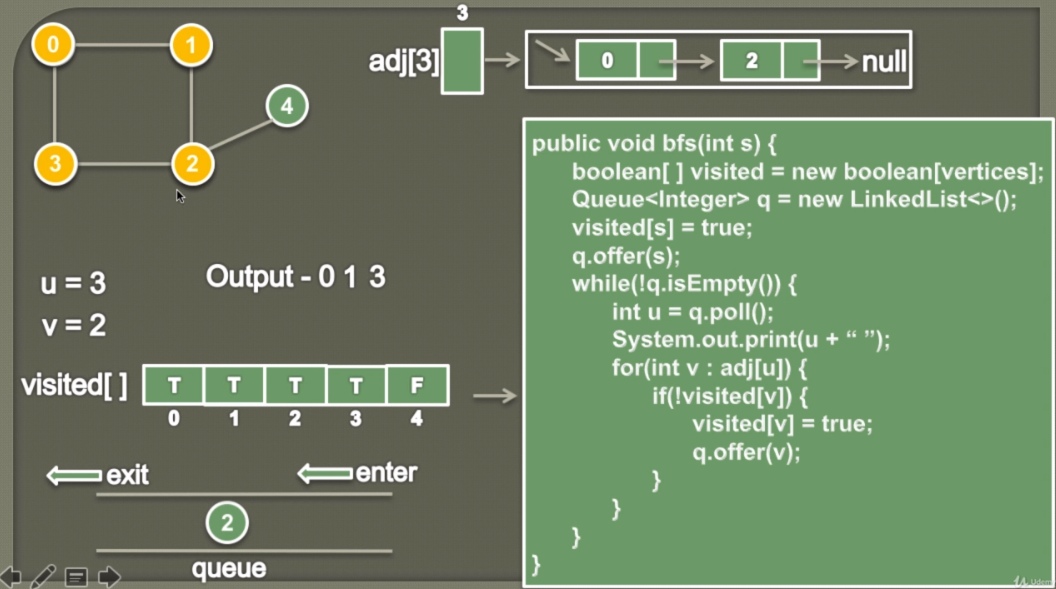 0
1
4
3
2
3
adj[3]
0
2
null
u = 3
v = 2
Output - 0 1 3
visited[ ]
T T T T F
0 1 2 3 4
exit
enter
2
queue
public void bfs(int s) {
boolean[ ] visited = new boolean[vertices];
Queue<Integer> q = new LinkedList<>();
visited[s] = true;
q.offer(s);
while(!q.isEmpty()) {
int u = q.poll();
System.out.print(u + “ ”);
for(int v : adj[u]) {
if(!visited[v]) {
visited[v] = true;
q.offer(v);
}
}
}
}